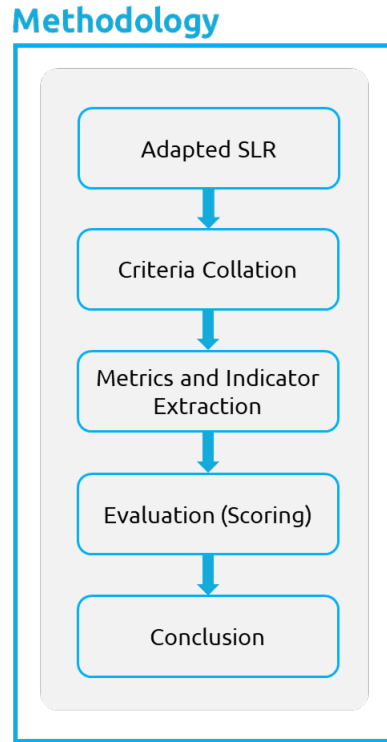 Methodology
Adapted SLR
Criteria Collation
Metrics and Indicator
Extraction
Evaluation (Scoring)
Conclusion